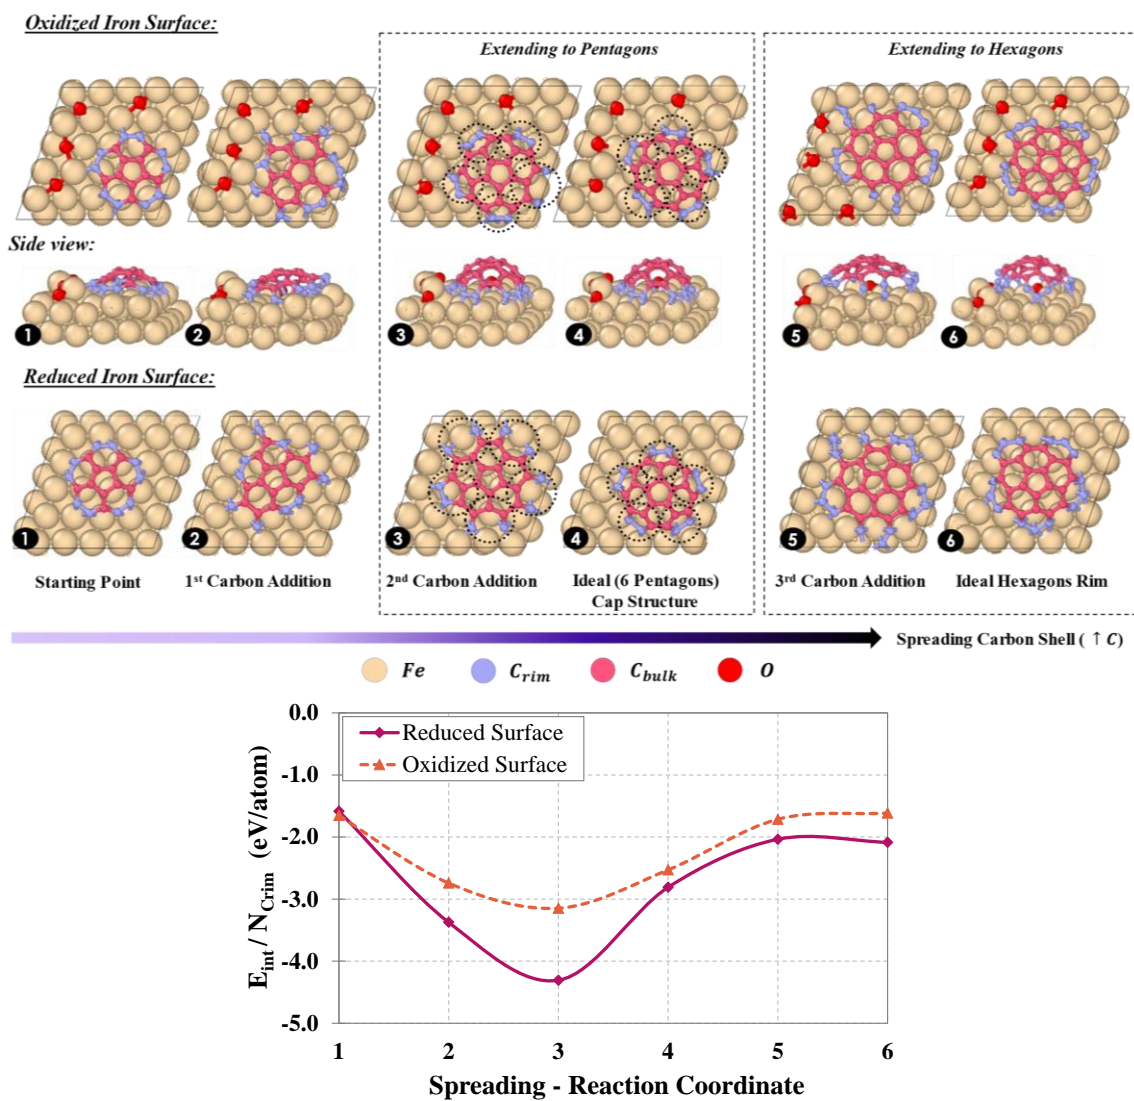 Oxidized Iron Surface:
Extending to Pentagons
Extending to Hexagons
Side view:
1
2
3
4
5
6
Reduced Iron Surface:
1
2
3
4
5
6
Starting Point
1st Carbon Addition
2nd Carbon Addition
Ideal (6 Pentagons)
Cap Structure
3rd Carbon Addition
Ideal Hexagons Rim
Spreading Carbon Shell ( ↑ C)
Fe
C_rim
C_bulk
O
Reduced Surface
Oxidized Surface
E_int / N_Crim (eV/atom)
0.0
-1.0
-2.0
-3.0
-4.0
-5.0
1
2
3
4
5
6
Spreading - Reaction Coordinate